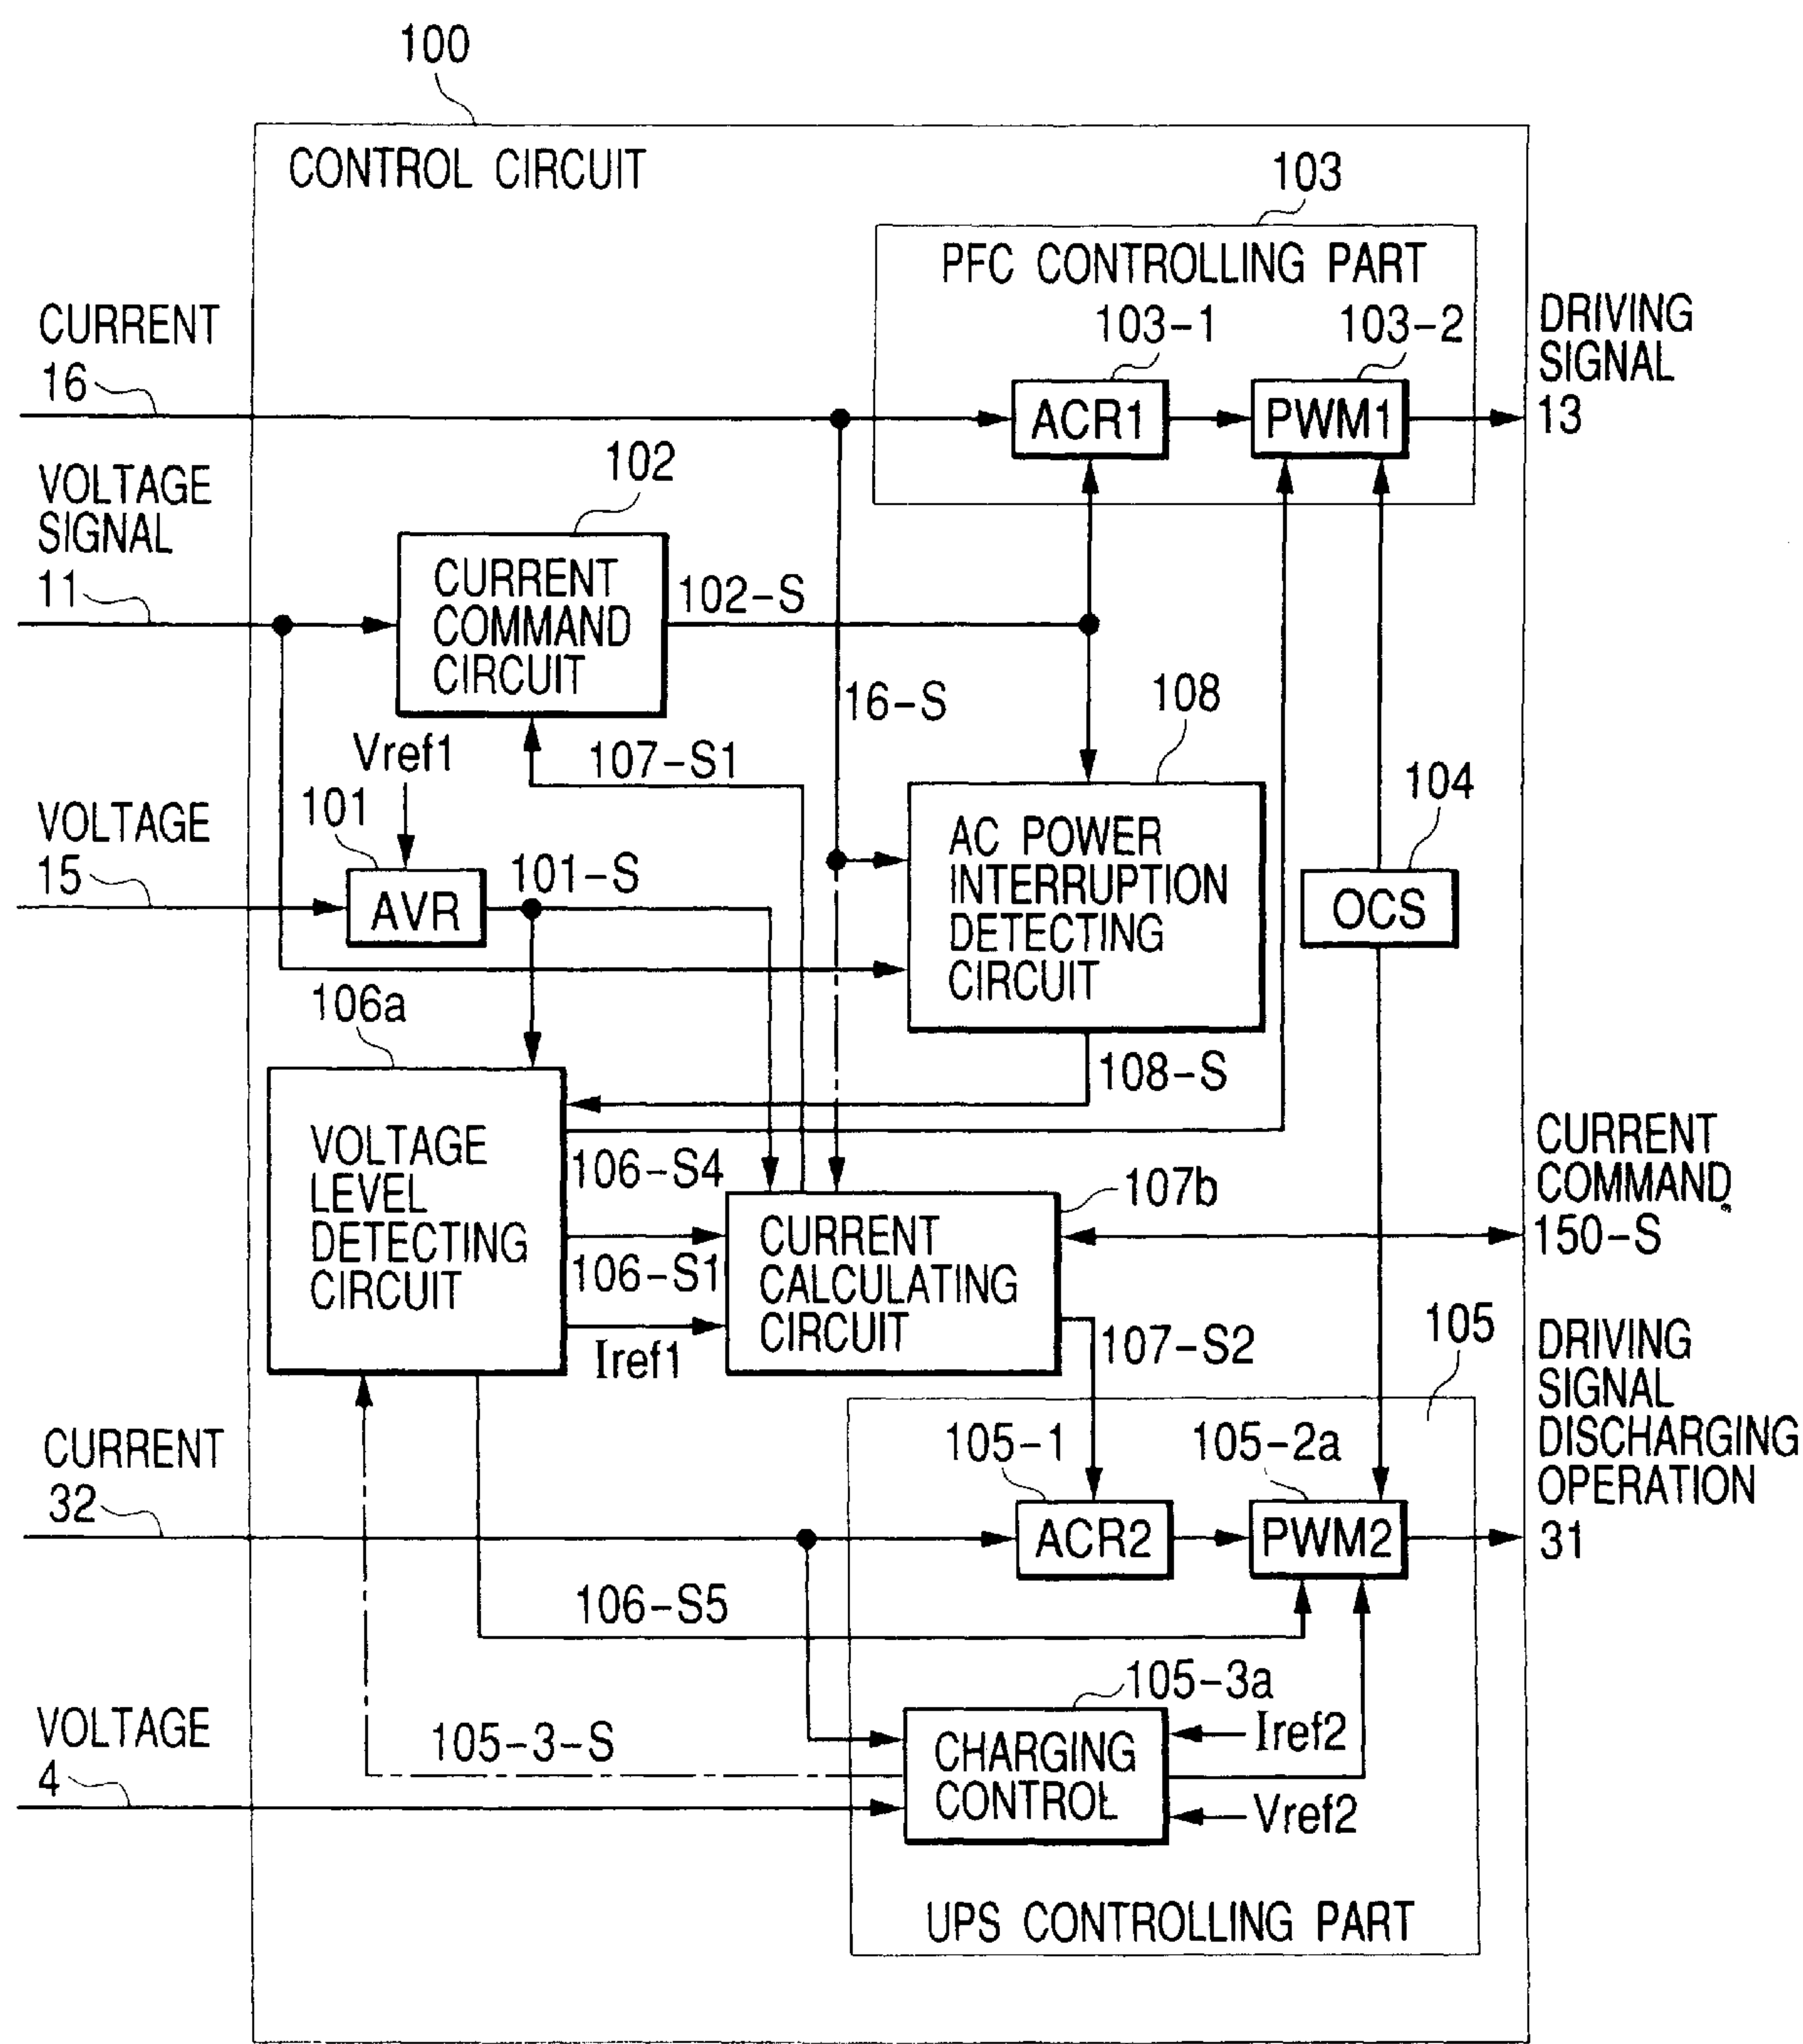 100
CONTROL CIRCUIT
103
PFC CONTROLLING PART
103-1
103-2
CURRENT
16
DRIVING
SIGNAL
13
ACR1
PWM1
VOLTAGE
SIGNAL
11
102
CURRENT
COMMAND
CIRCUIT
102-S
16-S
108
Vref1
107-S1
104
VOLTAGE
15
101
AVR
101-S
AC POWER
INTERRUPTION
DETECTING
CIRCUIT
OCS
106a
108-S
VOLTAGE
LEVEL
DETECTING
CIRCUIT
106-S4
106-S1
Iref1
107b
CURRENT
CALCULATING
CIRCUIT
CURRENT
COMMAND
150-S
107-S2
105
DRIVING
SIGNAL
DISCHARGING
OPERATION
31
CURRENT
32
105-1
105-2a
ACR2
PWM2
106-S5
105-3a
VOLTAGE
4
105-3-S
CHARGING
CONTROL
Iref2
Vref2
UPS CONTROLLING PART